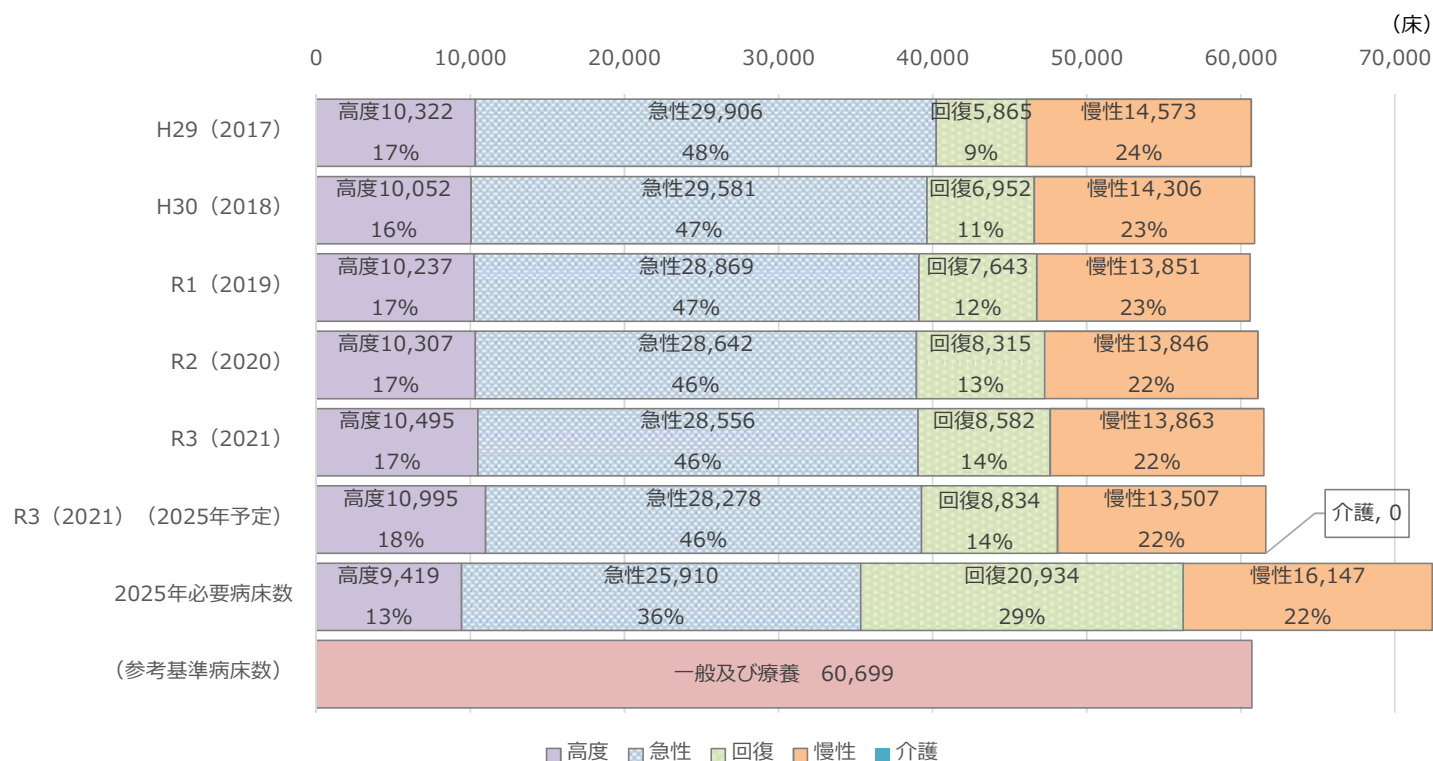 （床）
0 10,000 20,000 30,000 40,000 50,000 60,000 70,000
H29（2017） 高度10,322 急性29,906 回復5,865 慢性14,573
17% 48% 9% 24%
H30（2018） 高度10,052 急性29,581 回復6,952 慢性14,306
16% 47% 11% 23%
R1（2019） 高度10,237 急性28,869 回復7,643 慢性13,851
17% 47% 12% 23%
R2（2020） 高度10,307 急性28,642 回復8,315 慢性13,846
17% 46% 13% 22%
R3（2021） 高度10,495 急性28,556 回復8,582 慢性13,863
17% 46% 14% 22%
R3（2021）（2025年予定） 高度10,995 急性28,278 回復8,834 慢性13,507
18% 46% 14% 22%
介護, 0
2025年必要病床数 高度9,419 急性25,910 回復20,934 慢性16,147
13% 36% 29% 22%
（参考基準病床数） 一般及び療養　60,699
高度 急性 回復 慢性 介護